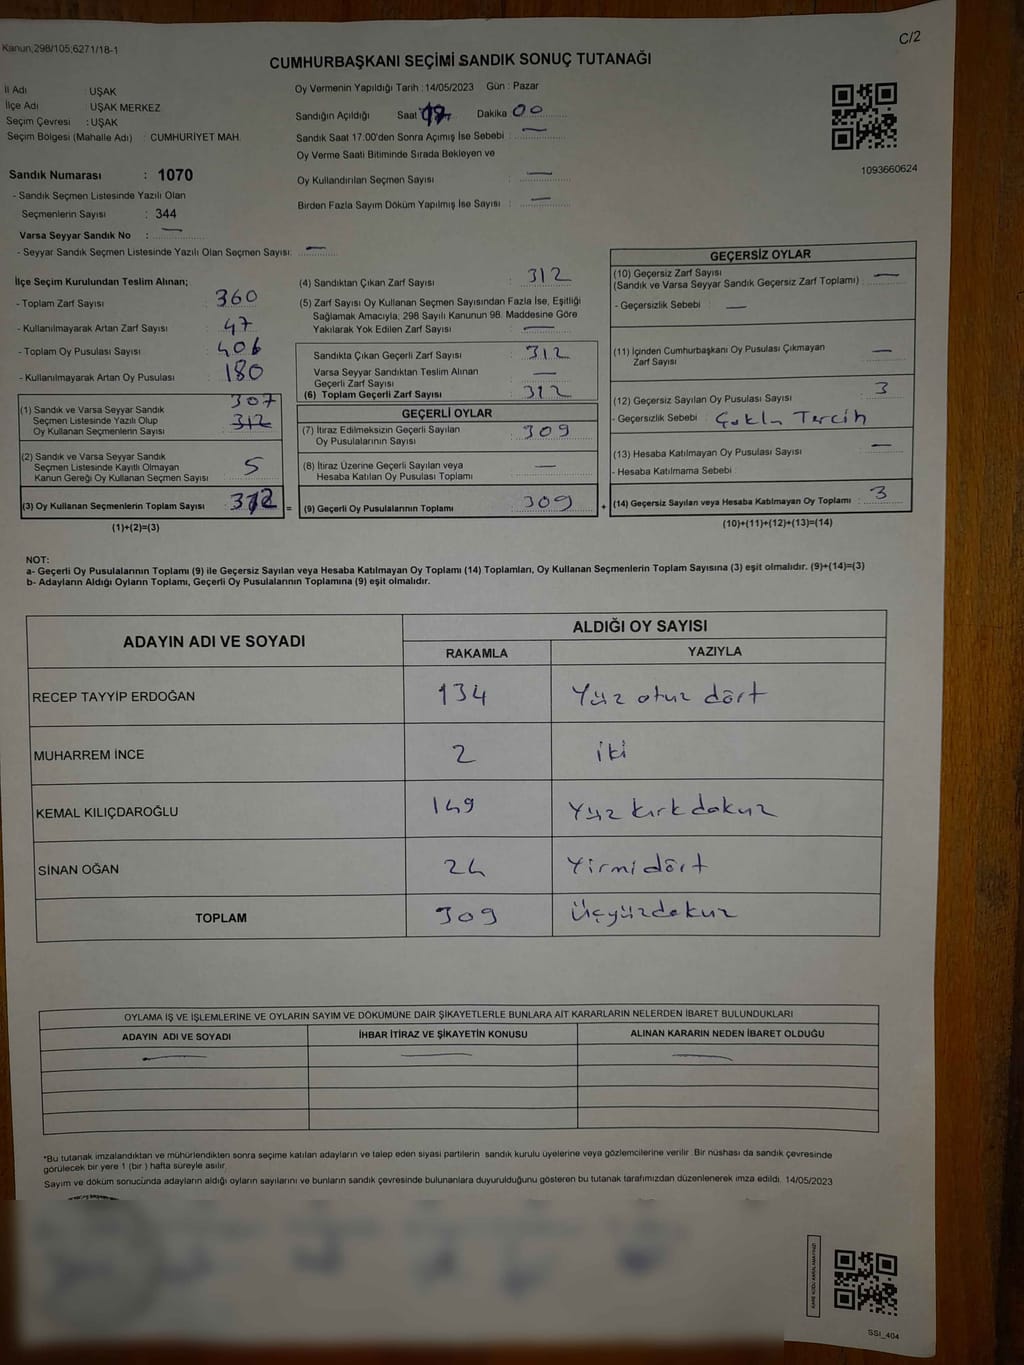 Kanun;298/105;6271/18-1
C/2
CUMHURBAŞKANI SEÇİMİ SANDIK SONUÇ TUTANAĞI
İl Adı : UŞAK
İlçe Adı : UŞAK MERKEZ
Seçim Çevresi : UŞAK
Seçim Bölgesi (Mahalle Adı) : CUMHURİYET MAH.
Sandık Numarası : 1070
- Sandık Seçmen Listesinde Yazılı Olan
Seçmenlerin Sayısı : 344
Varsa Seyyar Sandık No : —
- Seyyar Sandık Seçmen Listesinde Yazılı Olan Seçmen Sayısı: —
Oy Vermenin Yapıldığı Tarih : 14/05/2023 Gün : Pazar
Sandığın Açıldığı Saat Dakika 00
Sandık Saat 17:00'den Sonra Açımış İse Sebebi : —
Oy Verme Saati Bitiminde Sırada Bekleyen ve
Oy Kullandırılan Seçmen Sayısı : —
Birden Fazla Sayım Döküm Yapılmış İse Sayısı : —
1093660624
İlçe Seçim Kurulundan Teslim Alınan;
- Toplam Zarf Sayısı : 360
- Kullanılmayarak Artan Zarf Sayısı : 47
- Toplam Oy Pusulası Sayısı : 406
- Kullanılmayarak Artan Oy Pusulası : 180
307
(1) Sandık ve Varsa Seyyar Sandık
Seçmen Listesinde Yazılı Olup 312
Oy Kullanan Seçmenlerin Sayısı
(2) Sandık ve Varsa Seyyar Sandık
Seçmen Listesinde Kayıtlı Olmayan 5
Kanun Gereği Oy Kullanan Seçmen Sayısı
(3) Oy Kullanan Seçmenlerin Toplam Sayısı 312 =
(1)+(2)=(3)
(4) Sandıktan Çıkan Zarf Sayısı : 312
(5) Zarf Sayısı Oy Kullanan Seçmen Sayısından Fazla İse, Eşitliği
Sağlamak Amacıyla, 298 Sayılı Kanunun 98. Maddesine Göre
Yakılarak Yok Edilen Zarf Sayısı : —
Sandıkta Çıkan Geçerli Zarf Sayısı : 312
Varsa Seyyar Sandıktan Teslim Alınan
Geçerli Zarf Sayısı : —
(6) Toplam Geçerli Zarf Sayısı : 312
GEÇERLİ OYLAR
(7) İtiraz Edilmeksizin Geçerli Sayılan
Oy Pusulalarının Sayısı : 309
(8) İtiraz Üzerine Geçerli Sayılan veya
Hesaba Katılan Oy Pusulası Toplamı : —
(9) Geçerli Oy Pusulalarının Toplamı : 309 +
GEÇERSİZ OYLAR
(10) Geçersiz Zarf Sayısı
(Sandık ve Varsa Seyyar Sandık Geçersiz Zarf Toplamı) : —
- Geçersizlik Sebebi : —
(11) İçinden Cumhurbaşkanı Oy Pusulası Çıkmayan
Zarf Sayısı : —
(12) Geçersiz Sayılan Oy Pusulası Sayısı : 3
- Geçersizlik Sebebi : Çoklu Tercih
(13) Hesaba Katılmayan Oy Pusulası Sayısı : —
- Hesaba Katılmama Sebebi :
(14) Geçersiz Sayılan veya Hesaba Katılmayan Oy Toplamı : 3
(10)+(11)+(12)+(13)=(14)
NOT:
a- Geçerli Oy Pusulalarının Toplamı (9) ile Geçersiz Sayılan veya Hesaba Katılmayan Oy Toplamı (14) Toplamları, Oy Kullanan Seçmenlerin Toplam Sayısına (3) eşit olmalıdır. (9)+(14)=(3)
b- Adayların Aldığı Oyların Toplamı, Geçerli Oy Pusulalarının Toplamına (9) eşit olmalıdır.
ADAYIN ADI VE SOYADI ALDIĞI OY SAYISI
RAKAMLA YAZIYLA
RECEP TAYYİP ERDOĞAN 134 Yüz otuz dört
MUHARREM İNCE 2 iki
KEMAL KILIÇDAROĞLU 149 Yüz kırk dokuz
SİNAN OĞAN 24 Yirmi dört
TOPLAM 309 Üçyüzdokuz
OYLAMA İŞ VE İŞLEMLERİNE VE OYLARIN SAYIM VE DÖKÜMÜNE DAİR ŞİKAYETLERLE BUNLARA AİT KARARLARIN NELERDEN İBARET BULUNDUKLARI
ADAYIN ADI VE SOYADI İHBAR İTİRAZ VE ŞİKAYETİN KONUSU ALINAN KARARIN NEDEN İBARET OLDUĞU
— — —
*Bu tutanak imzalandıktan ve mühürlendikten sonra seçime katılan adayların ve talep eden siyasi partilerin sandık kurulu üyelerine veya gözlemcilerine verilir. Bir nüshası da sandık çevresinde
görülecek bir yere 1 (bir ) hafta süreyle asılır.
Sayım ve döküm sonucunda adayların aldığı oyların sayılarını ve bunların sandık çevresinde bulunanlara duyurulduğunu gösteren bu tutanak tarafımızdan düzenlenerek imza edildi. 14/05/2023
KARE KODU KARALAMAYINIZ!
SSI_404